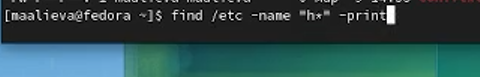 [maalieva@fedora ~]$ find /etc -name "h*" -print